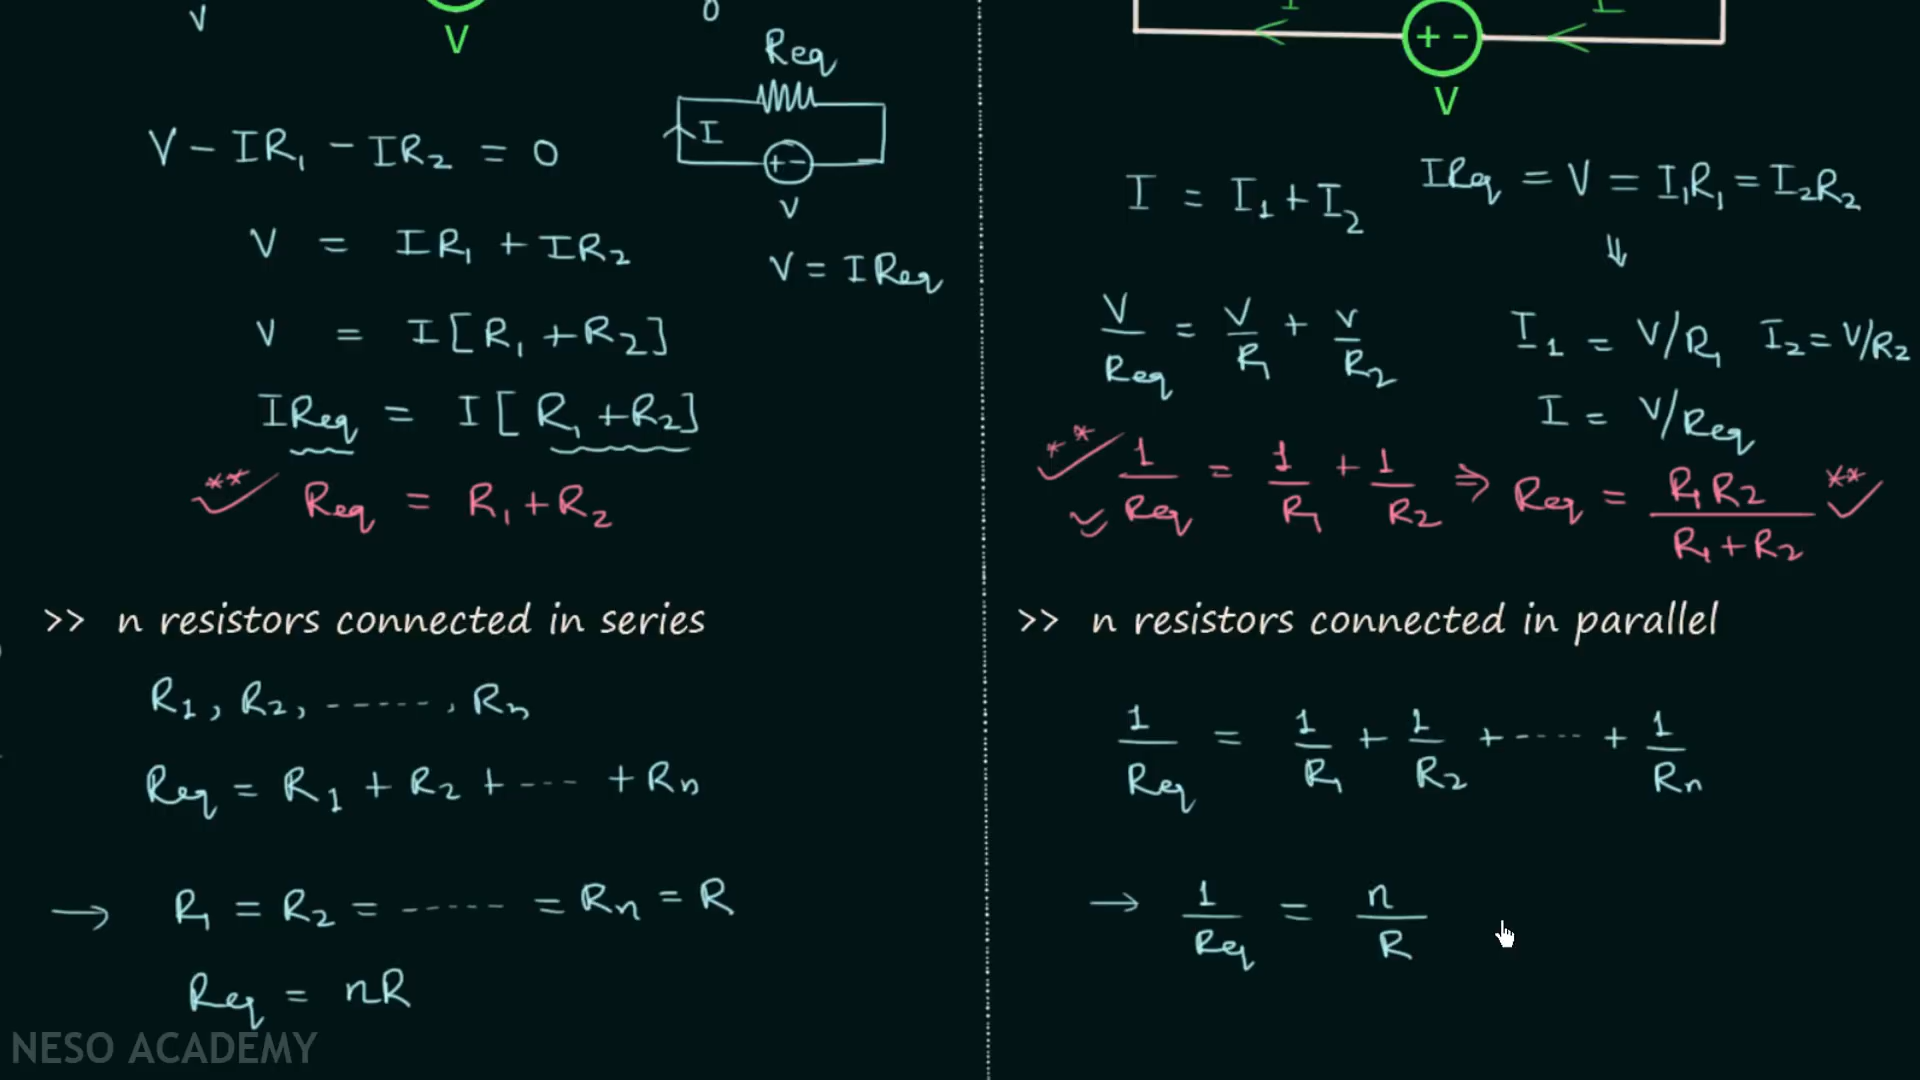 V
V
0
Req
I
+ -
V
V = IReq
V - IR1 - IR2 = 0
V = IR1 + IR2
V = I[R1 + R2]
IReq = I[R1 + R2]
** Req = R1 + R2
>> n resistors connected in series
R1, R2, ------, Rn
Req = R1 + R2 + ---- + Rn
→ R1 = R2 = ------ = Rn = R
Req = nR
NESO ACADEMY
+ -
V
I = I1 + I2
IReq = V = I1R1 = I2R2
⇓
V/Req = V/R1 + V/R2
I1 = V/R1 I2 = V/R2
I = V/Req
** 1/Req = 1/R1 + 1/R2 ⇒ Req = R1R2/R1+R2 **
>> n resistors connected in parallel
1/Req = 1/R1 + 1/R2 + ----- + 1/Rn
→ 1/Req = n/R